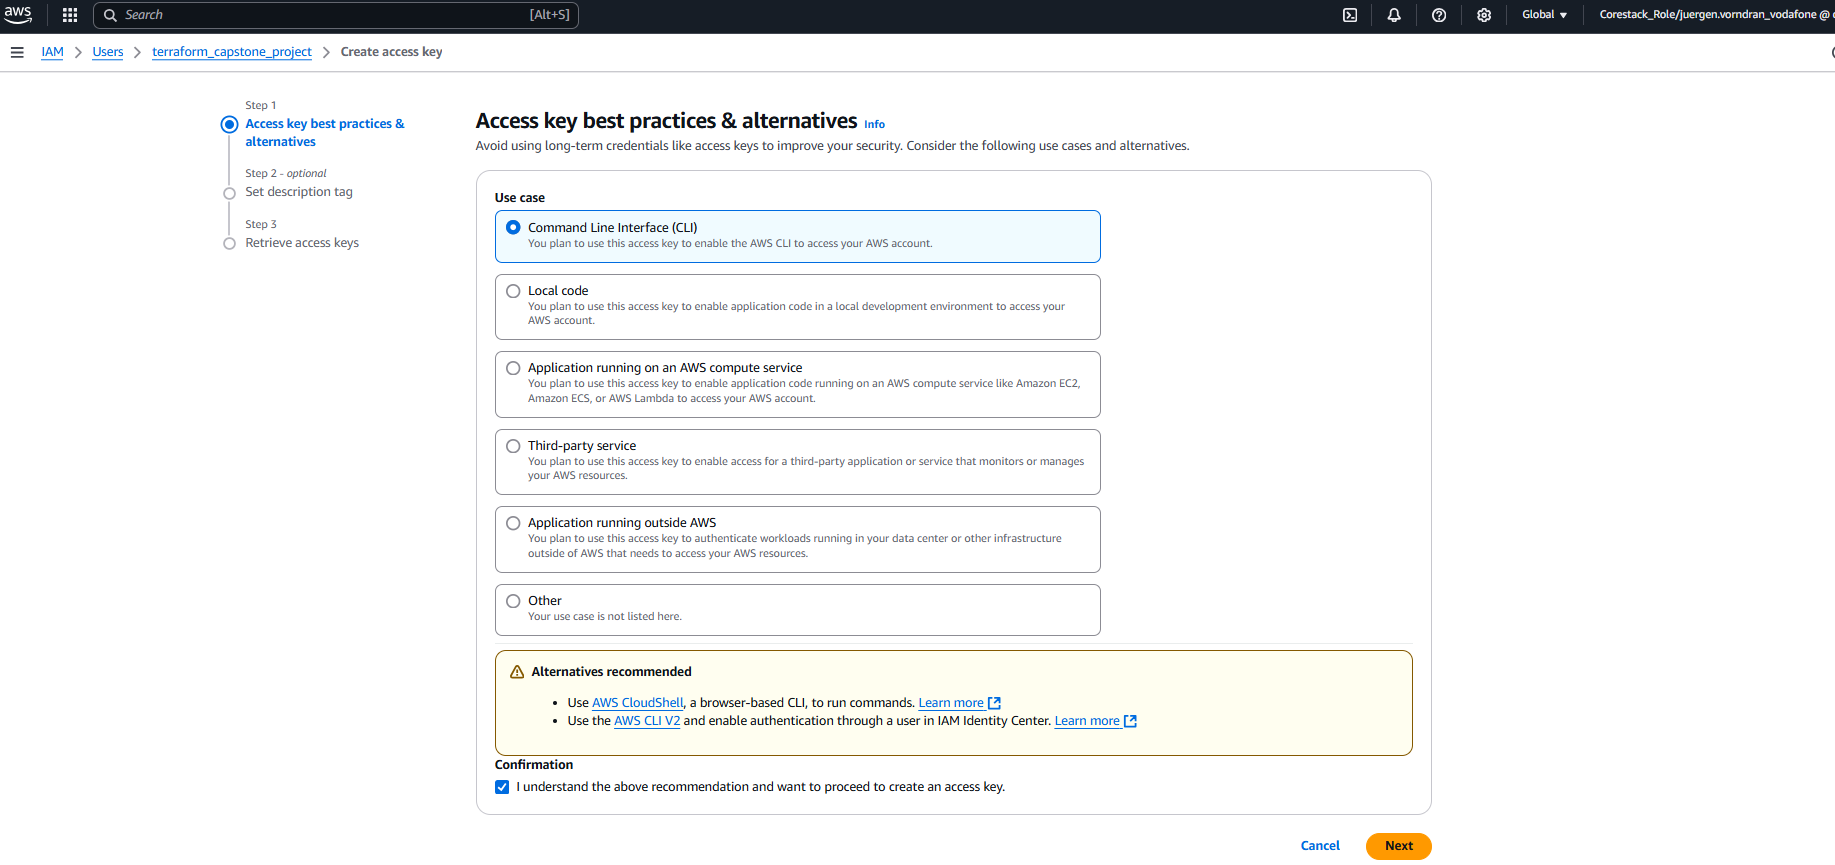 aws
Search
[Alt+S]
Global
Corestack_Role/juergen.vorndran_vodafone @
IAM
Users
terraform_capstone_project
Create access key
Step 1
Access key best practices &
alternatives
Step 2 - optional
Set description tag
Step 3
Retrieve access keys
Access key best practices & alternatives Info
Avoid using long-term credentials like access keys to improve your security. Consider the following use cases and alternatives.
Use case
Command Line Interface (CLI)
You plan to use this access key to enable the AWS CLI to access your AWS account.
Local code
You plan to use this access key to enable application code in a local development environment to access your
AWS account.
Application running on an AWS compute service
You plan to use this access key to enable application code running on an AWS compute service like Amazon EC2,
Amazon ECS, or AWS Lambda to access your AWS account.
Third-party service
You plan to use this access key to enable access for a third-party application or service that monitors or manages
your AWS resources.
Application running outside AWS
You plan to use this access key to authenticate workloads running in your data center or other infrastructure
outside of AWS that needs to access your AWS resources.
Other
Your use case is not listed here.
Alternatives recommended
• Use AWS CloudShell, a browser-based CLI, to run commands. Learn more
• Use the AWS CLI V2 and enable authentication through a user in IAM Identity Center. Learn more
Confirmation
I understand the above recommendation and want to proceed to create an access key.
Cancel
Next